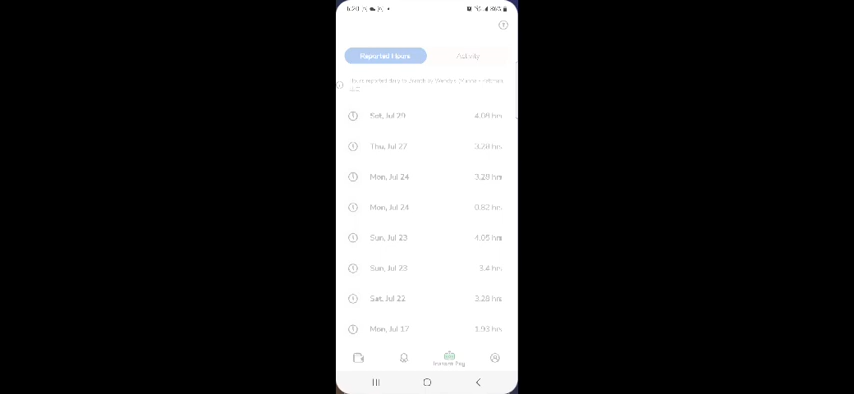 Reported Hours
Activity
Sat, Jul 29 4.09 hrs
Thu, Jul 27 3.28 hrs
Mon, Jul 24 3.28 hrs
Mon, Jul 24 0.82 hrs
Sun, Jul 23 4.05 hrs
Sun, Jul 23 3.4 hrs
Sat, Jul 22 3.28 hrs
Mon, Jul 17 1.93 hrs
Pay